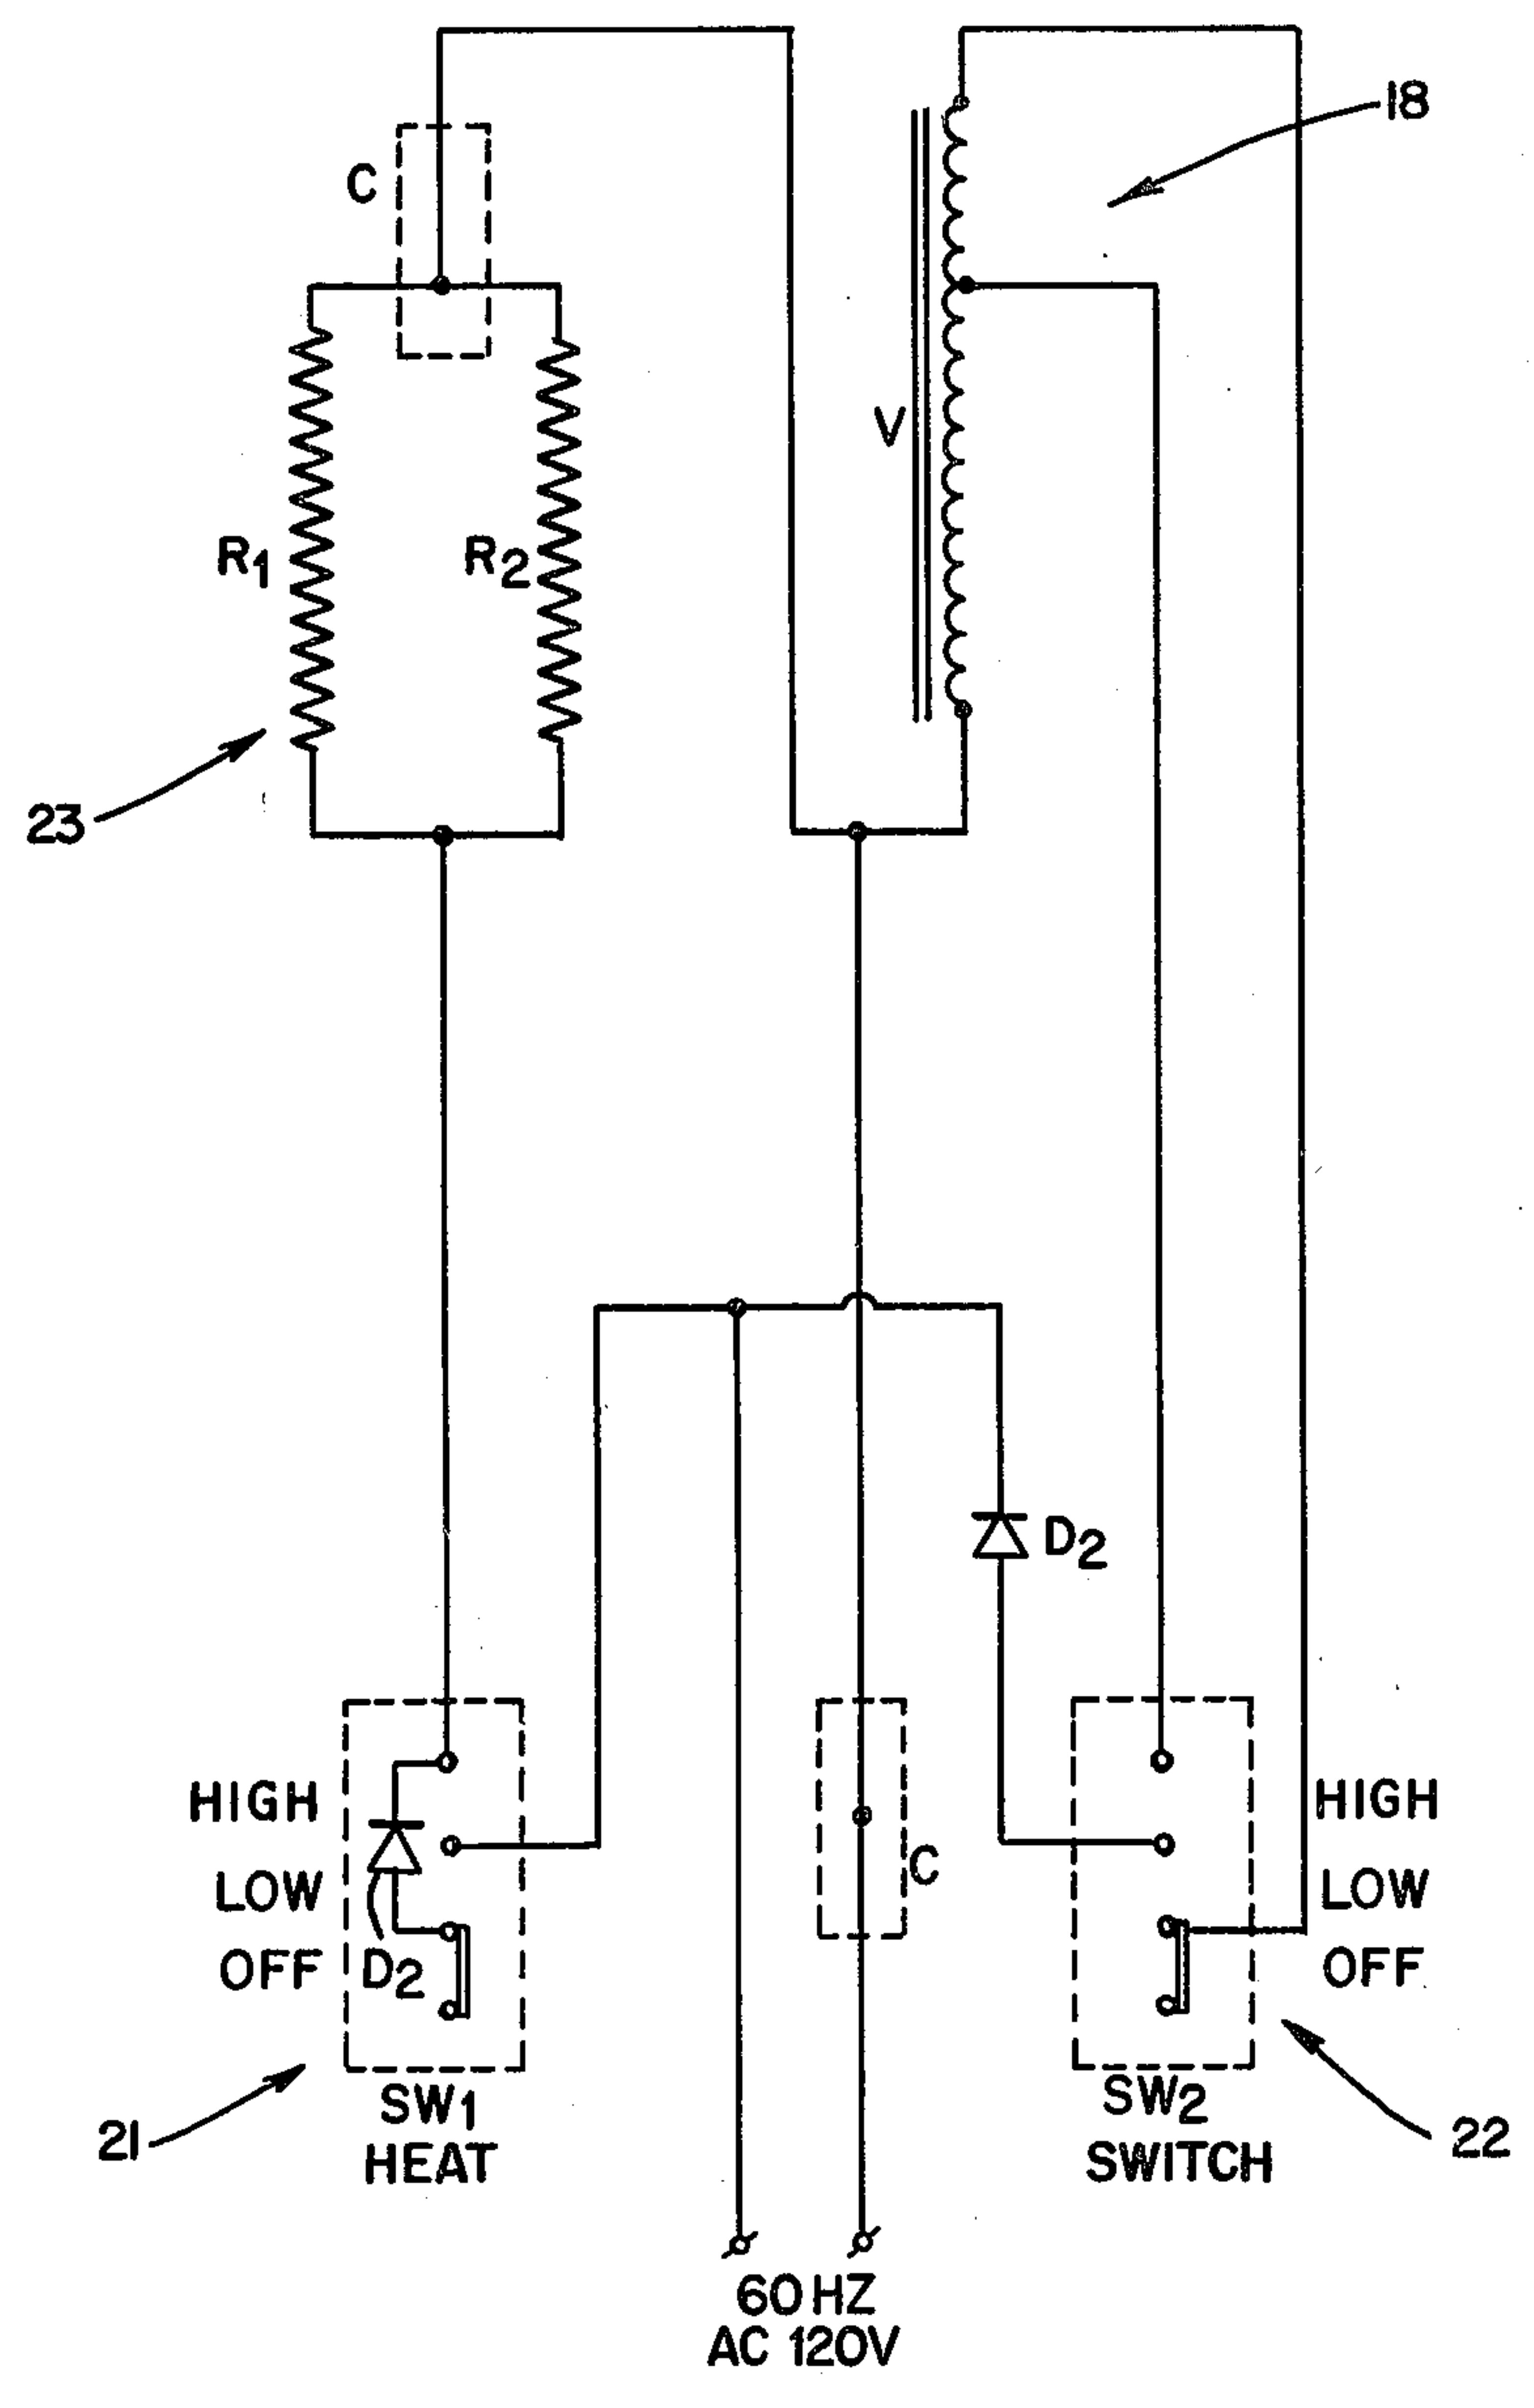 18
C
V
R1
R2
23
D2
HIGH
LOW
OFF
D2
C
HIGH
LOW
OFF
21
SW1
HEAT
SW2
SWITCH
22
60 HZ
AC 120V